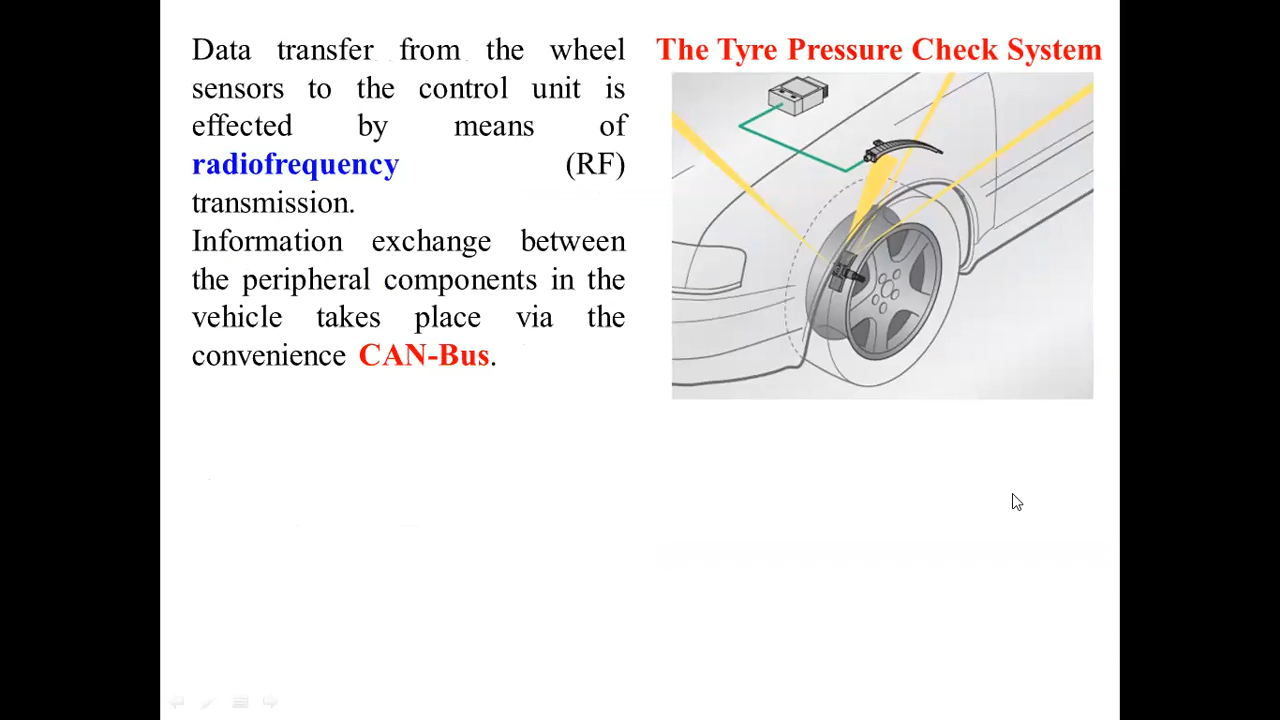 Data transfer from the wheel
sensors to the control unit is
effected by means of
radiofrequency (RF)
transmission.
Information exchange between
the peripheral components in the
vehicle takes place via the
convenience CAN-Bus.
The Tyre Pressure Check System